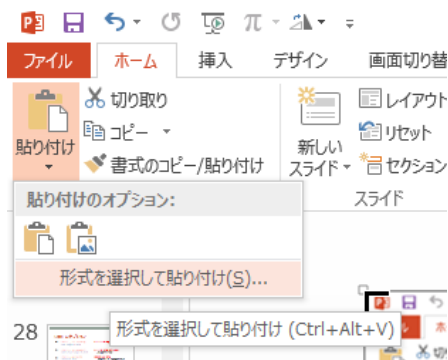 ファイル ホーム 挿入 デザイン 画面切り替
貼り付け
切り取り
コピー
書式のコピー/貼り付け
新しい
スライド
レイアウト
リセット
セクション
スライド
貼り付けのオプション:
形式を選択して貼り付け(S)...
形式を選択して貼り付け (Ctrl+Alt+V)
28